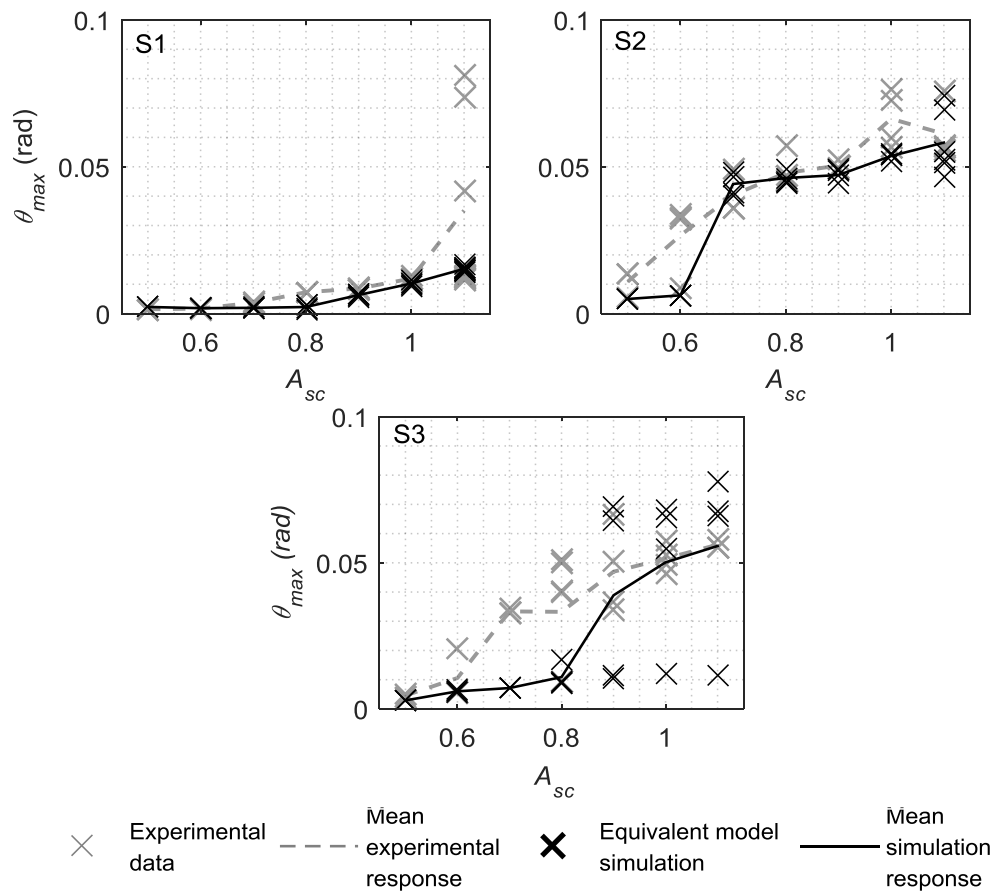 S1
0.1
0.05
0
θmax (rad)
0.6 0.8 1
Asc
S2
0.1
0.05
0
0.6 0.8 1
Asc
S3
0.1
0.05
0
θmax (rad)
0.6 0.8 1
Asc
Experimental
data
Mean
experimental
response
Equivalent model
simulation
Mean
simulation
response